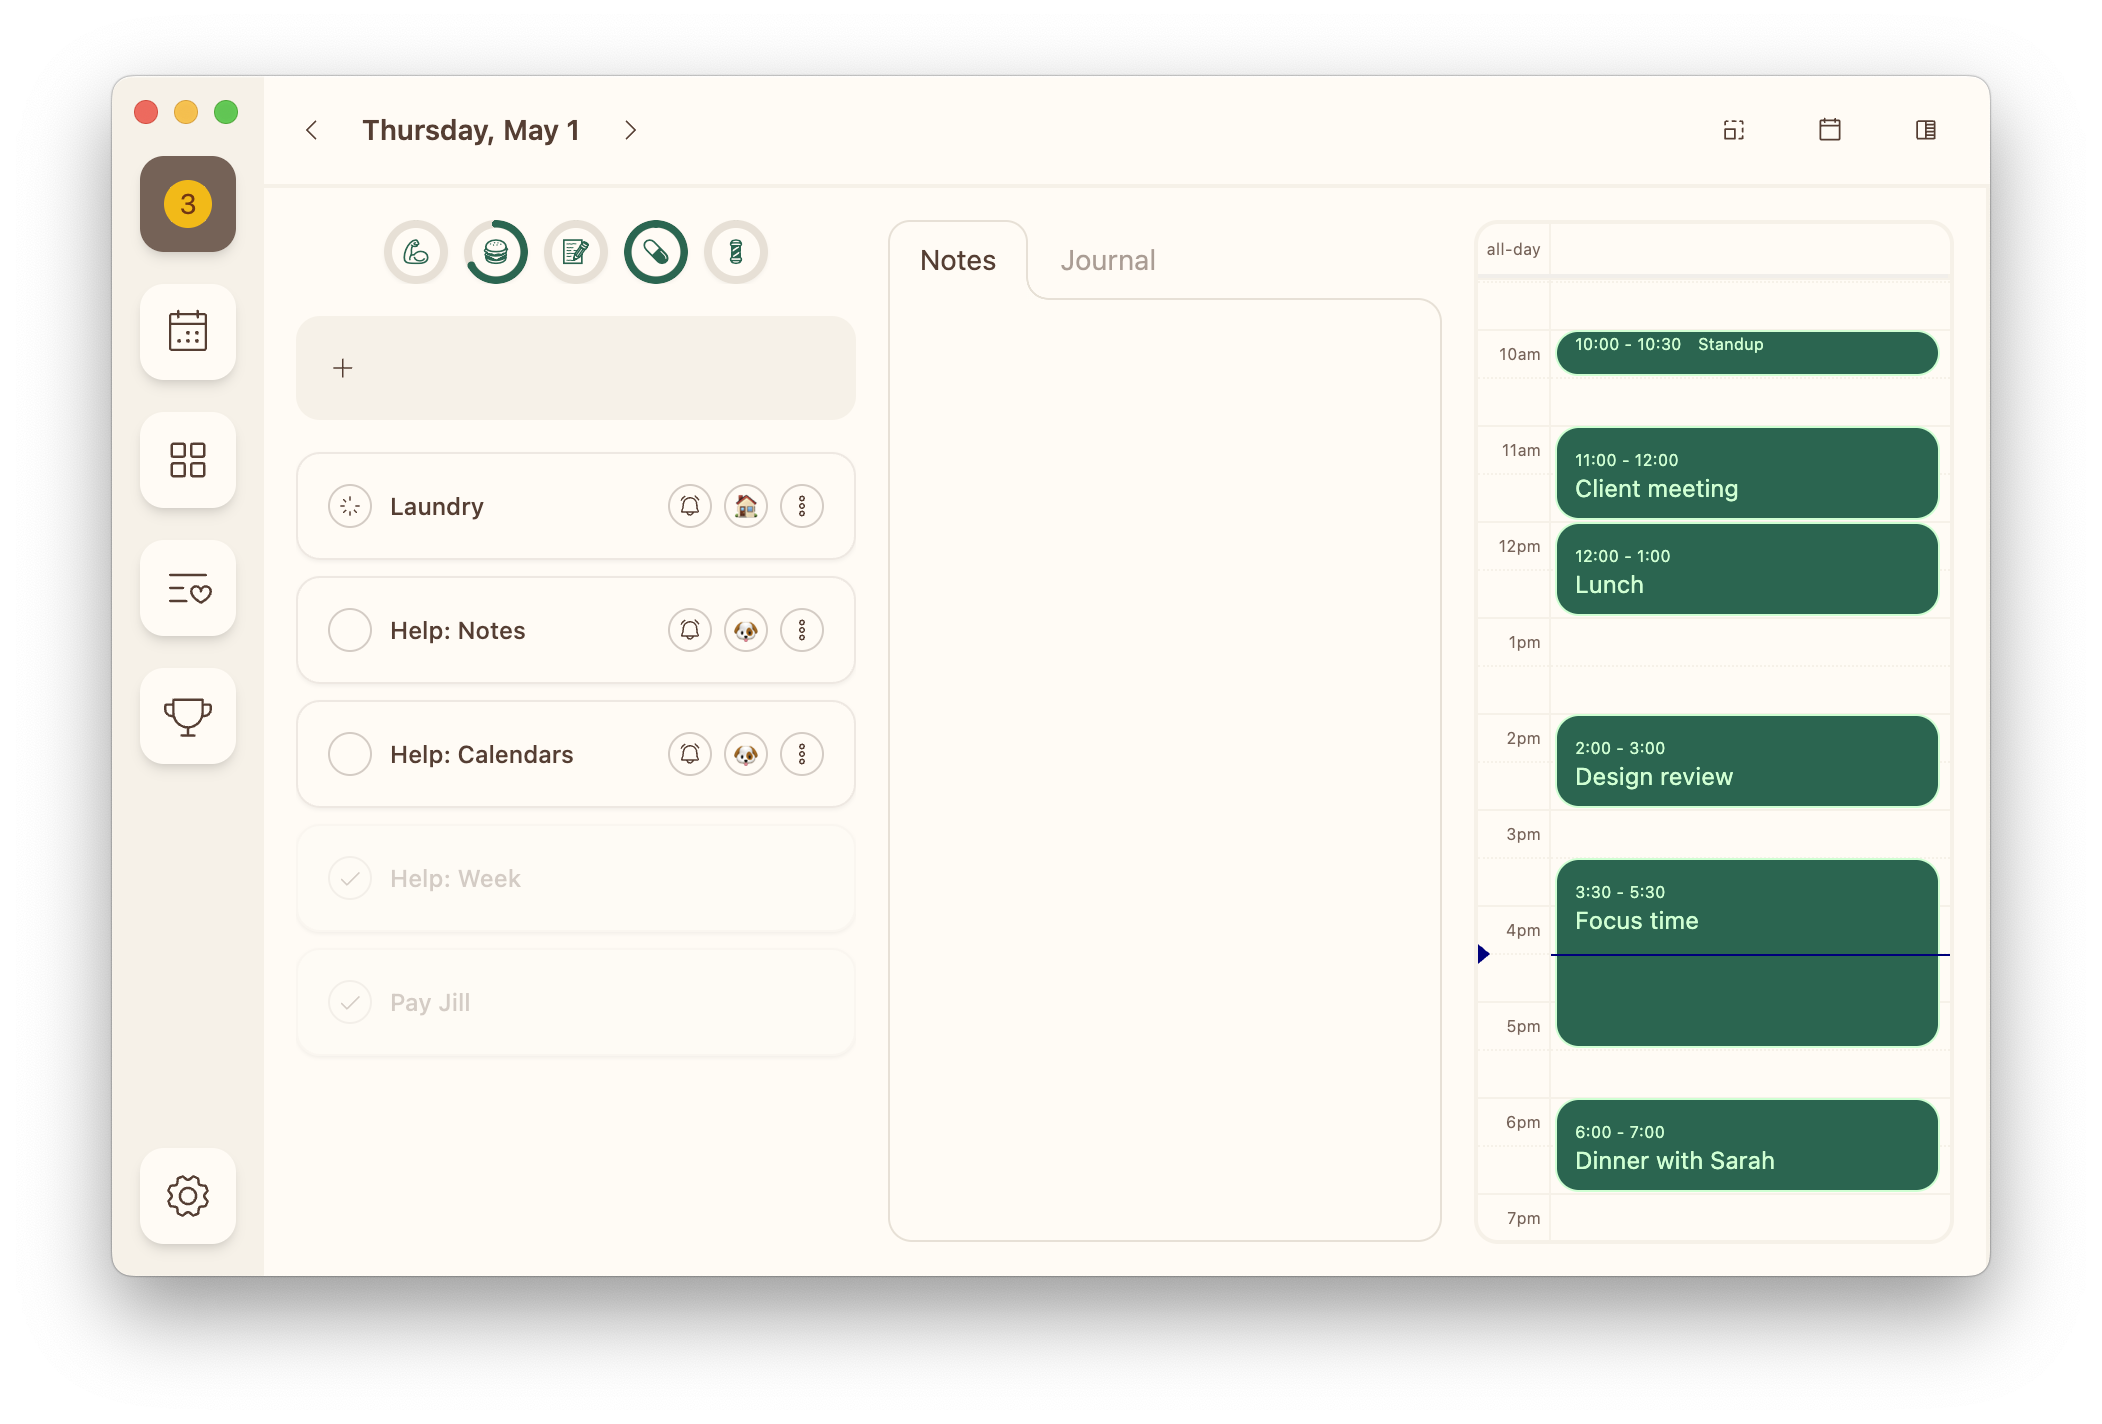 3
Thursday, May 1
Laundry
Help: Notes
Help: Calendars
Help: Week
Pay Jill
Notes
Journal
all-day
10am
10:00 - 10:30 Standup
11am
11:00 - 12:00
Client meeting
12pm
12:00 - 1:00
Lunch
1pm
2pm
2:00 - 3:00
Design review
3pm
3:30 - 5:30
Focus time
4pm
5pm
6pm
6:00 - 7:00
Dinner with Sarah
7pm